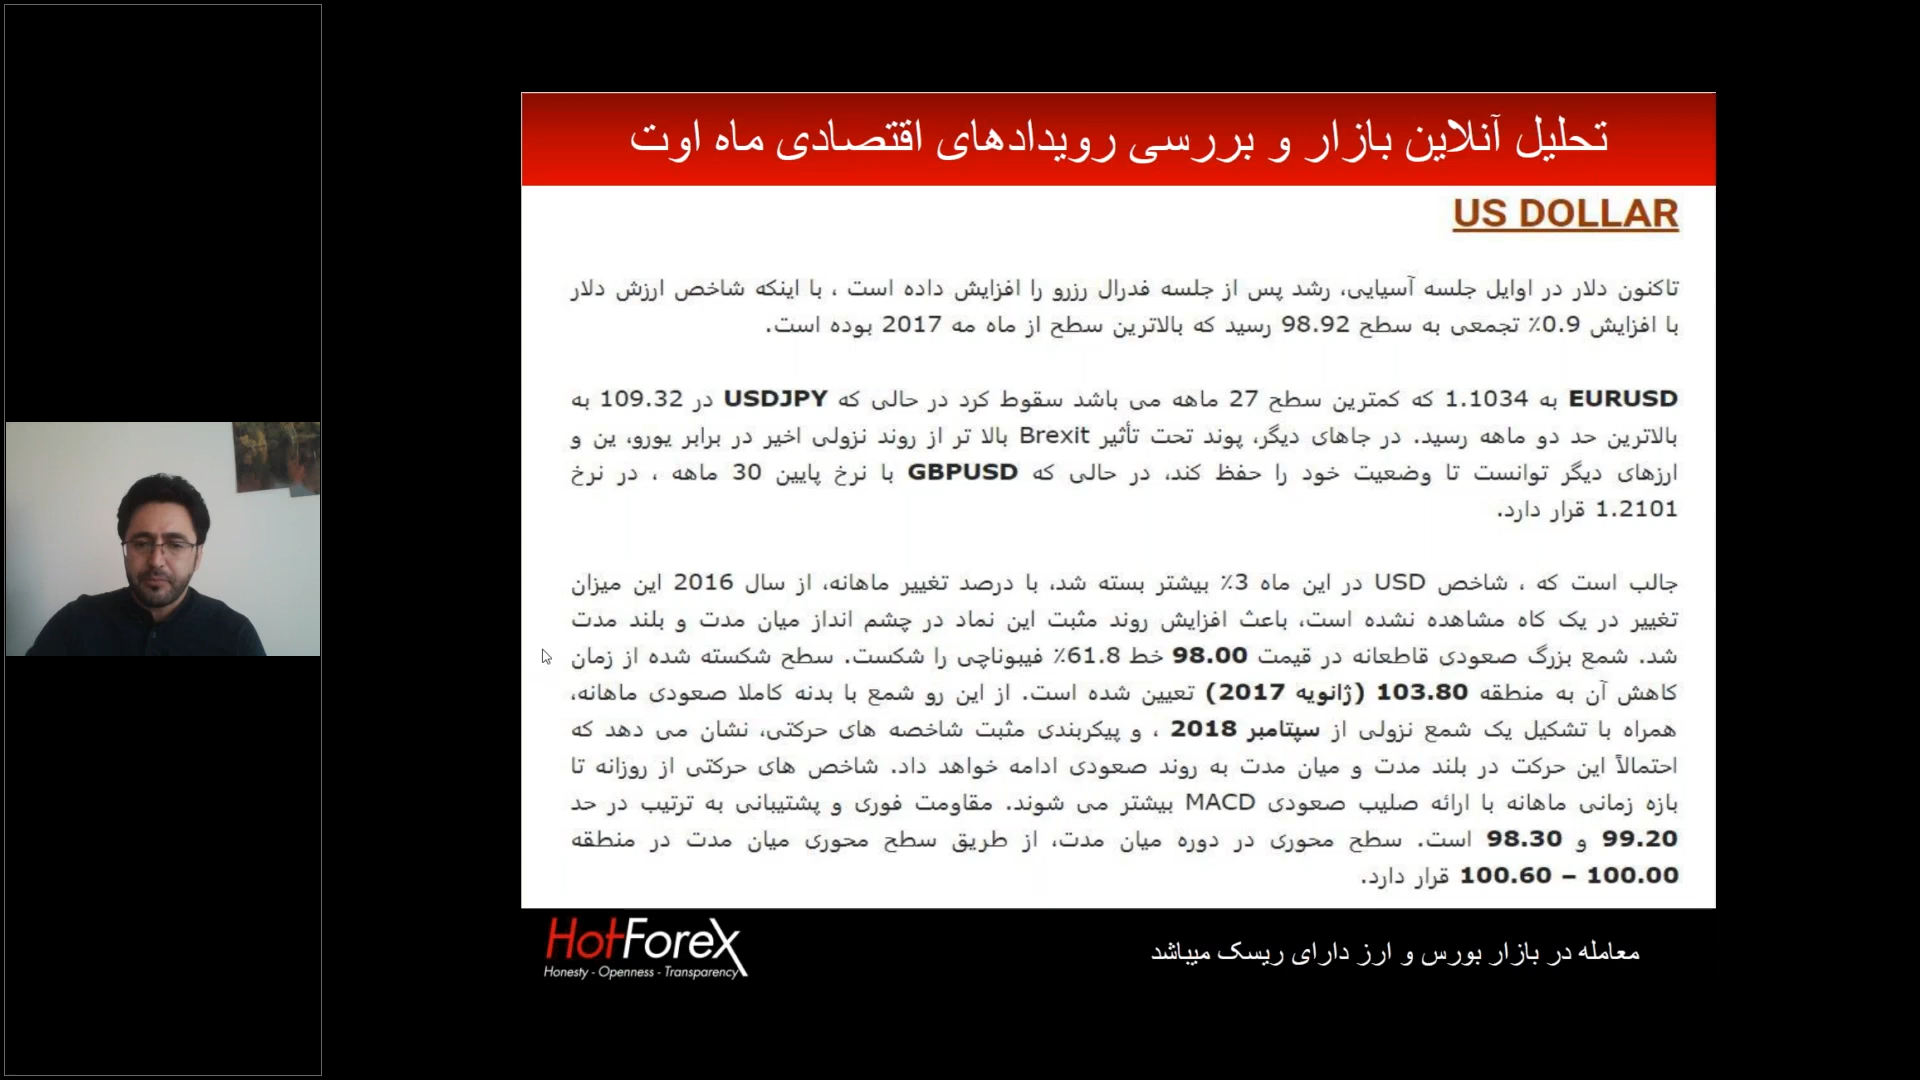 تحلیل آنلاین بازار و بررسی رویدادهای اقتصادی ماه اوت
US DOLLAR
تاکنون دلار در اوایل جلسه آسیایی، رشد پس از جلسه فدرال رزرو را افزایش داده است ، با اینکه شاخص ارزش دلار
با افزایش 0.9٪ تجمعی به سطح 98.92 رسید که بالاترین سطح از ماه مه 2017 بوده است.
EURUSD به 1.1034 که کمترین سطح 27 ماهه می باشد سقوط کرد در حالی که USDJPY در 109.32 به
بالاترین حد دو ماهه رسید. در جاهای دیگر، پوند تحت تأثیر Brexit بالا تر از روند نزولی اخیر در برابر یورو، ین و
ارزهای دیگر توانست تا وضعیت خود را حفظ کند، در حالی که GBPUSD با نرخ پایین 30 ماهه ، در نرخ
1.2101 قرار دارد.
جالب است که ، شاخص USD در این ماه 3٪ بیشتر بسته شد، با درصد تغییر ماهانه، از سال 2016 این میزان
تغییر در یک کاه مشاهده نشده است، باعث افزایش روند مثبت این نماد در چشم انداز میان مدت و بلند مدت
شد. شمع بزرگ صعودی قاطعانه در قیمت 98.00 خط 61.8٪ فیبوناچی را شکست. سطح شکسته شده از زمان
کاهش آن به منطقه 103.80 (ژانویه 2017) تعیین شده است. از این رو شمع با بدنه کاملا صعودی ماهانه،
همراه با تشکیل یک شمع نزولی از سپتامبر 2018 ، و پیکربندی مثبت شاخصه های حرکتی، نشان می دهد که
احتمالاً این حرکت در بلند مدت و میان مدت به روند صعودی ادامه خواهد داد. شاخص های حرکتی از روزانه تا
بازه زمانی ماهانه با ارائه صلیب صعودی MACD بیشتر می شوند. مقاومت فوری و پشتیبانی به ترتیب در حد
99.20 و 98.30 است. سطح محوری در دوره میان مدت، از طریق سطح محوری میان مدت در منطقه
100.00 – 100.60 قرار دارد.
HotForex
Honesty - Openness - Transparency
معامله در بازار بورس و ارز دارای ریسک میباشد